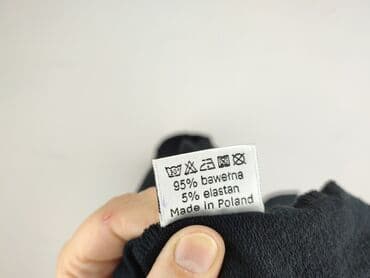 95% bawełna
5% elastan
Made in Poland